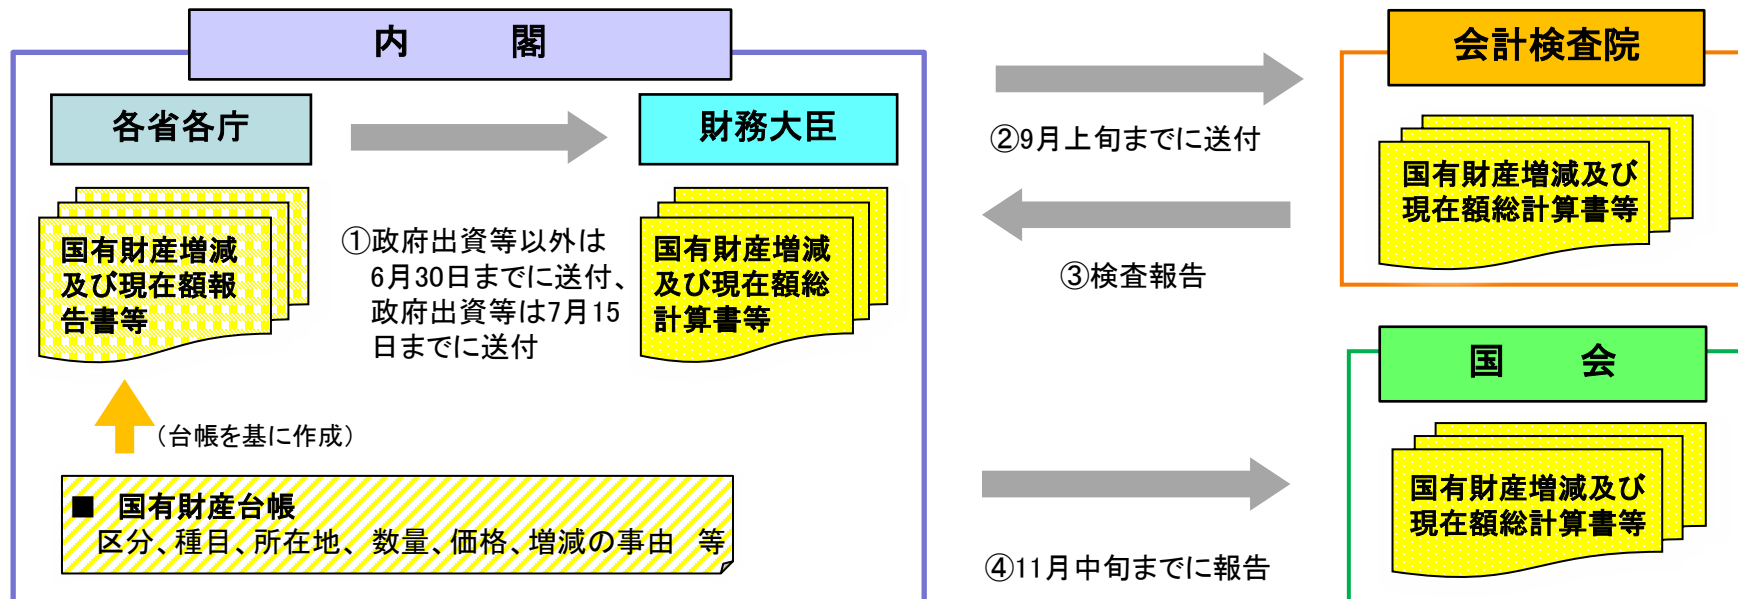 内　　閣
各省各庁
財務大臣
国有財産増減
及び現在額報
告書等
①政府出資等以外は
6月30日までに送付、
政府出資等は7月15
日までに送付
国有財産増減
及び現在額総
計算書等
（台帳を基に作成）
■　国有財産台帳
区分、種目、所在地、数量、価格、増減の事由　等
②9月上旬までに送付
③検査報告
④11月中旬までに報告
会計検査院
国有財産増減及び
現在額総計算書等
国　　会
国有財産増減及び
現在額総計算書等